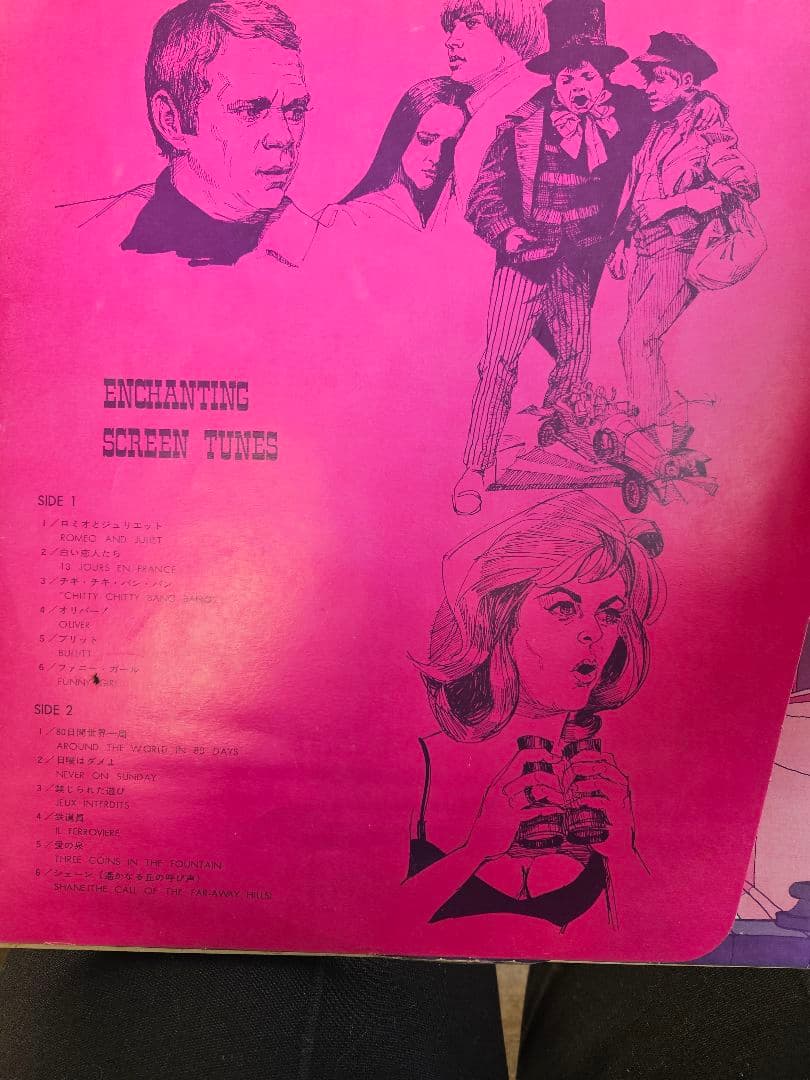 ENCHANTING
SCREEN TUNES
SIDE 1
1／ロミオとジュリエット
ROMEO AND JULIET
2／白い恋人たち
13 JOURS EN FRANCE
3／チキ・チキ・バン・バン
"CHITTY CHITTY BANG BANG"
4／オリバー！
OLIVER
5／ブリット
BULLITT
6／ファニー・ガール
FUNNY GIRL
SIDE 2
1／80日間世界一周
AROUND THE WORLD IN 80 DAYS
2／日曜はダメよ
NEVER ON SUNDAY
3／禁じられた遊び
JEUX INTERDITS
4／鉄道員
IL FERROVIERE
5／愛の泉
THREE COINS IN THE FOUNTAIN
6／シェーン（遙かなる丘の呼び声）
SHANE(THE CALL OF THE FAR-AWAY HILLS)